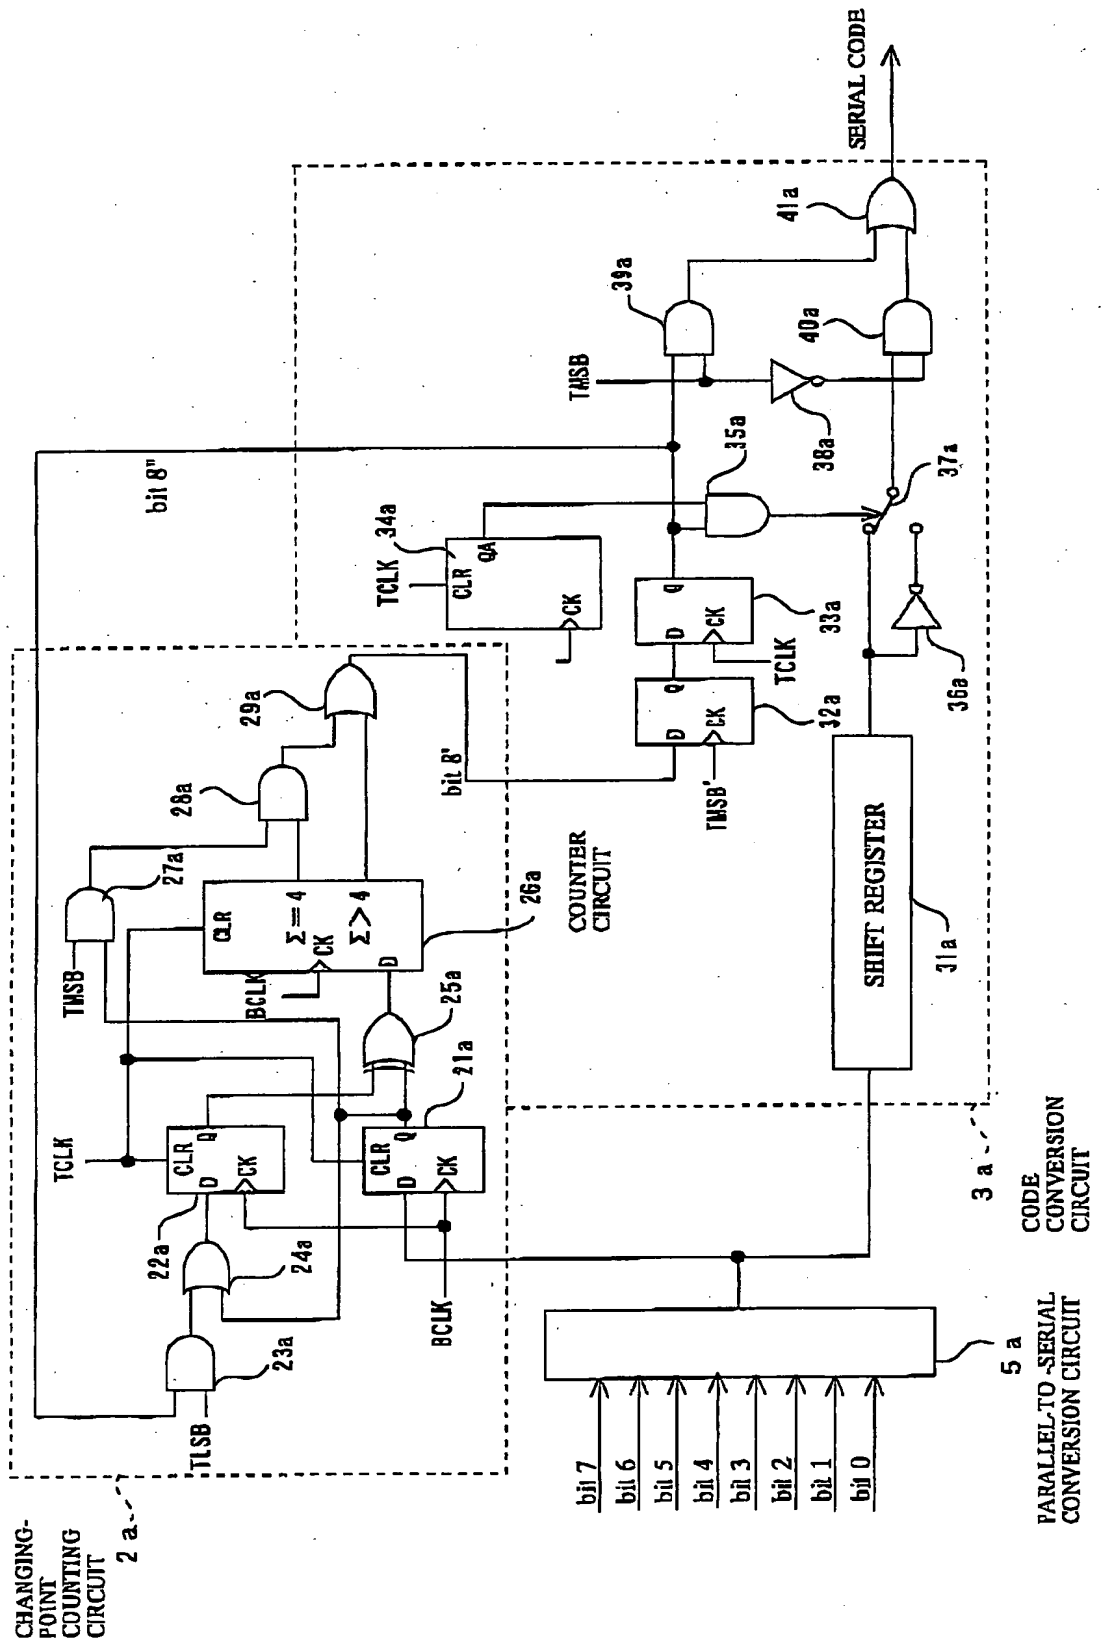 CHANGING-
POINT
COUNTING
CIRCUIT
2 a
TLSB
23a
24a
22a
D
CK
CLR
Q
TCLK
BCLK
D
CK
CLR
Q
21a
25a
TMSB
27a
BCLK
CLR
CK
D
Σ=4
Σ>4
26a
COUNTER
CIRCUIT
28a
29a
bit 8'
bit 8"
bit 7
bit 6
bit 5
bit 4
bit 3
bit 2
bit 1
bit 0
5 a
PARALLEL-TO-SERIAL
CONVERSION CIRCUIT
3 a
CODE
CONVERSION
CIRCUIT
SHIFT REGISTER
31a
TMSB'
D
CK
Q
32a
TCLK
D
CK
Q
33a
TCLK
CLR
QA
CK
34a
35a
36a
37a
TMSB
38a
39a
40a
41a
SERIAL CODE